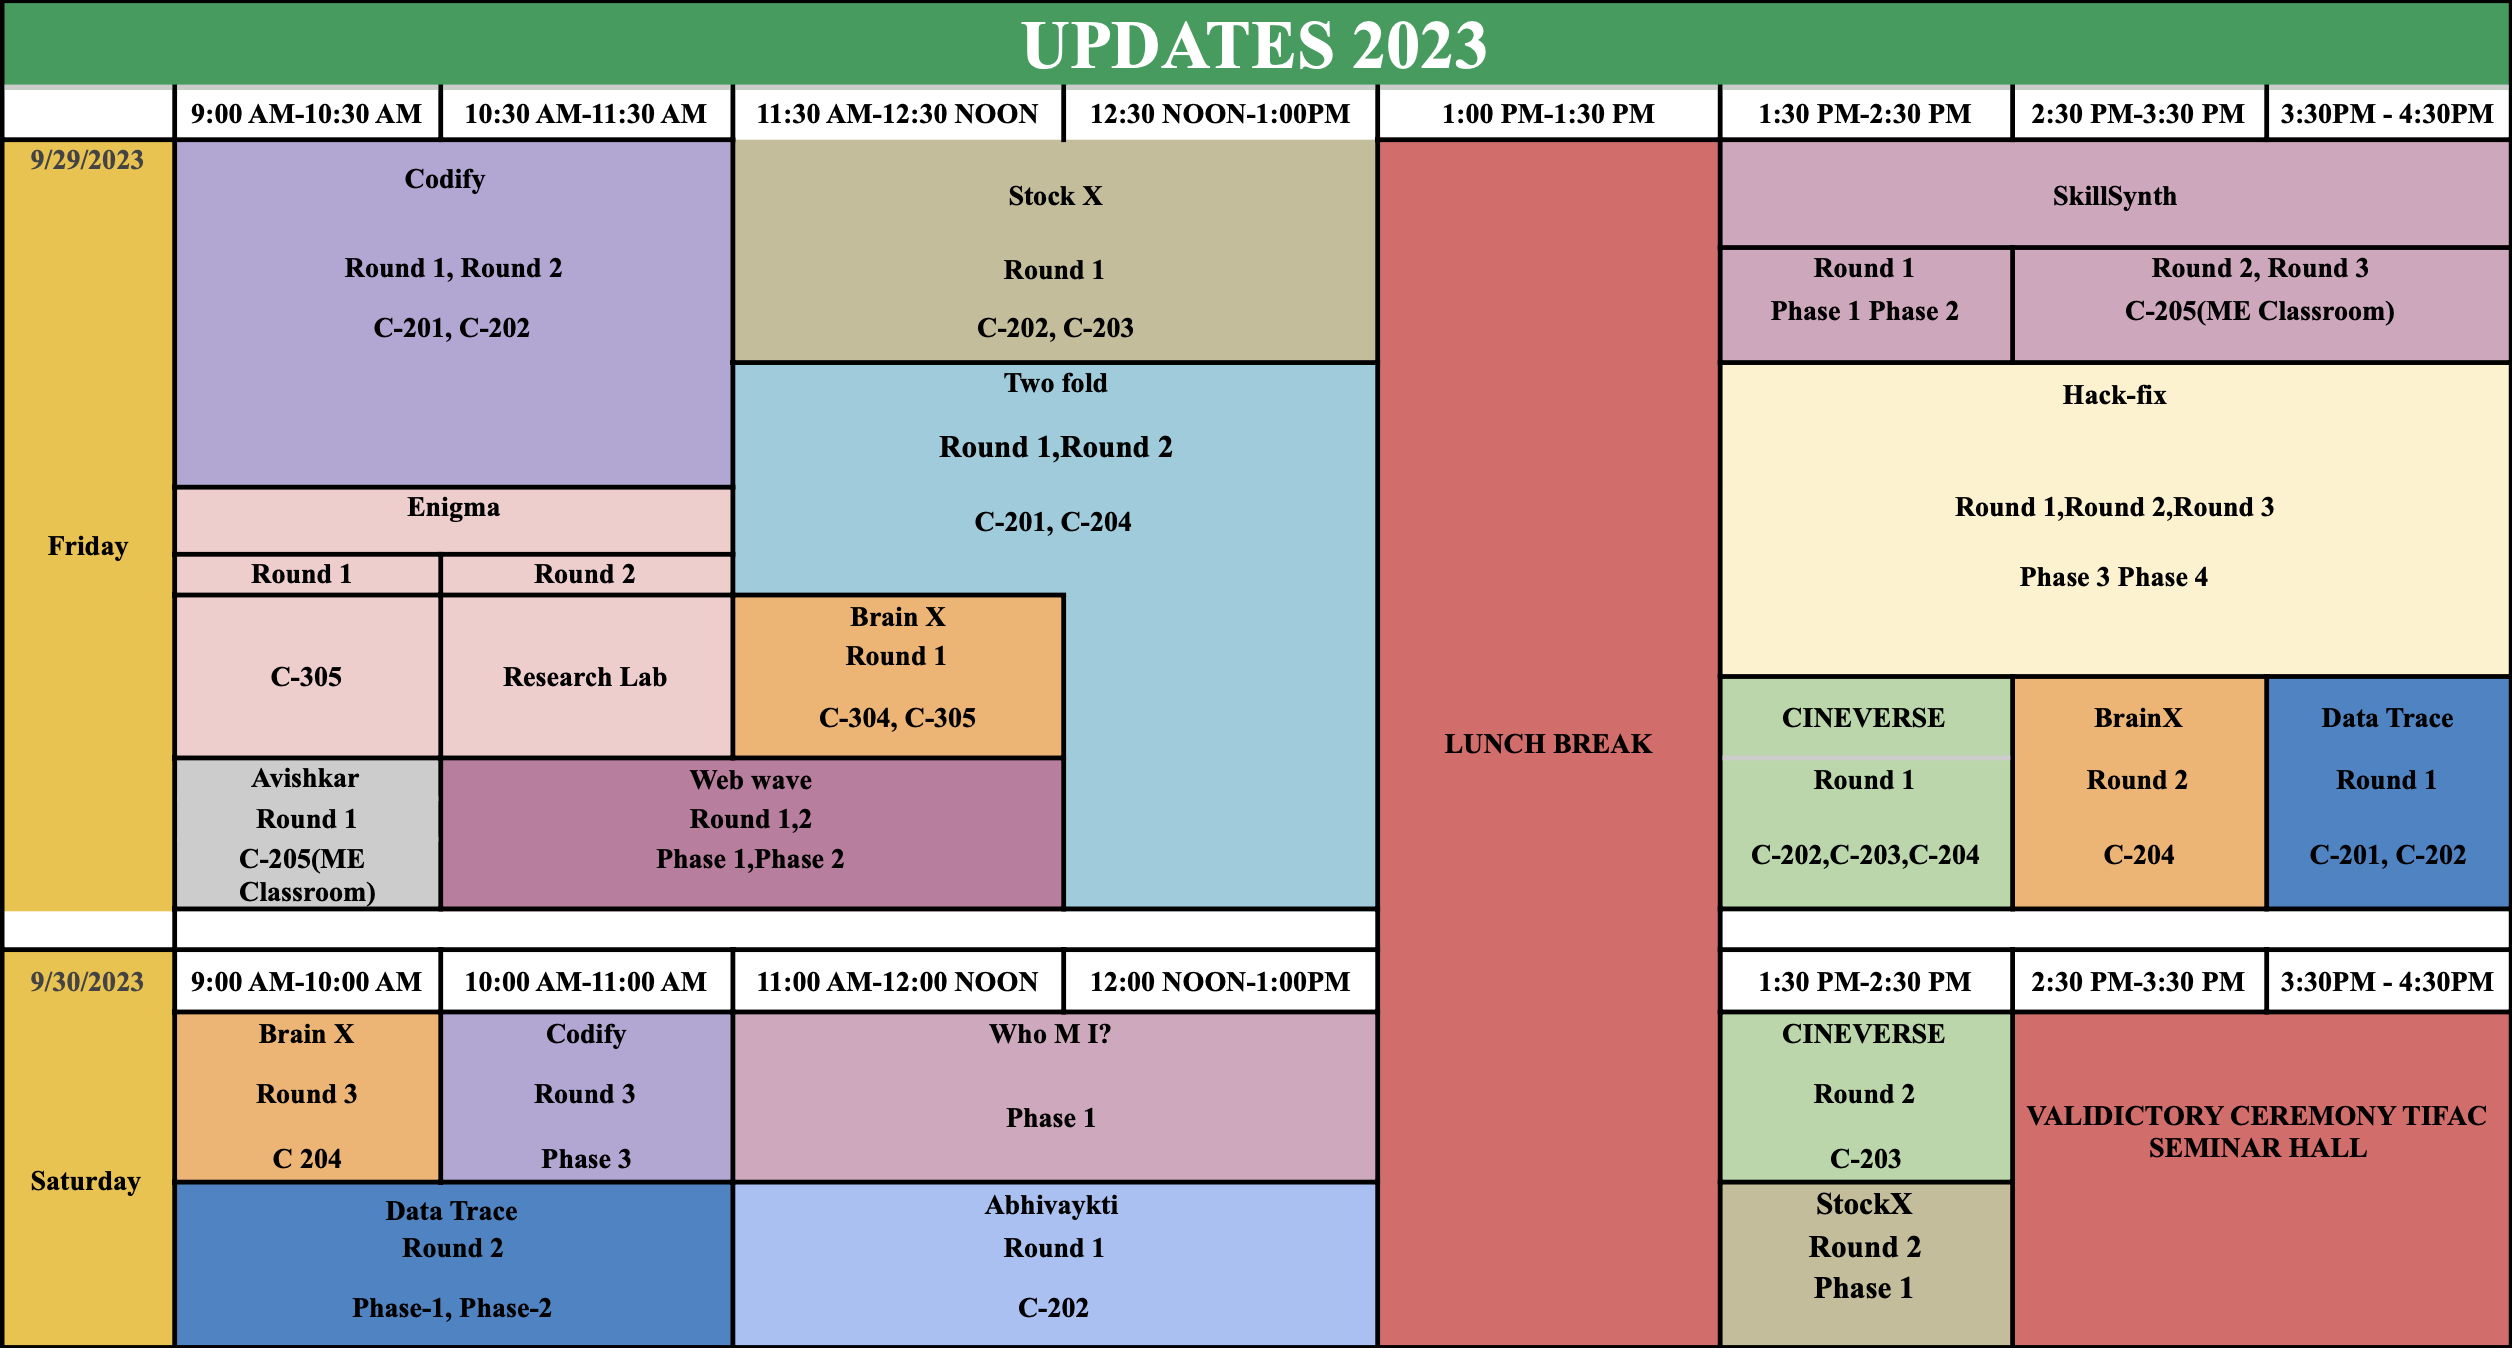 UPDATES 2023
9:00 AM-10:30 AM
10:30 AM-11:30 AM
11:30 AM-12:30 NOON
12:30 NOON-1:00PM
1:00 PM-1:30 PM
1:30 PM-2:30 PM
2:30 PM-3:30 PM
3:30PM - 4:30PM
9/29/2023
Friday
Codify
Round 1, Round 2
C-201, C-202
Stock X
Round 1
C-202, C-203
Enigma
Round 1
Round 2
C-305
Research Lab
Two fold
Round 1,Round 2
C-201, C-204
Brain X
Round 1
C-304, C-305
Avishkar
Round 1
C-205(ME
Classroom)
Web wave
Round 1,2
Phase 1,Phase 2
LUNCH BREAK
SkillSynth
Round 1
Phase 1 Phase 2
Round 2, Round 3
C-205(ME Classroom)
Hack-fix
Round 1,Round 2,Round 3
Phase 3 Phase 4
CINEVERSE
Round 1
C-202,C-203,C-204
BrainX
Round 2
C-204
Data Trace
Round 1
C-201, C-202
9/30/2023
Saturday
9:00 AM-10:00 AM
10:00 AM-11:00 AM
11:00 AM-12:00 NOON
12:00 NOON-1:00PM
1:30 PM-2:30 PM
2:30 PM-3:30 PM
3:30PM - 4:30PM
Brain X
Round 3
C 204
Codify
Round 3
Phase 3
Who M I?
Phase 1
CINEVERSE
Round 2
C-203
VALIDICTORY CEREMONY TIFAC
SEMINAR HALL
Data Trace
Round 2
Phase-1, Phase-2
Abhivaykti
Round 1
C-202
StockX
Round 2
Phase 1